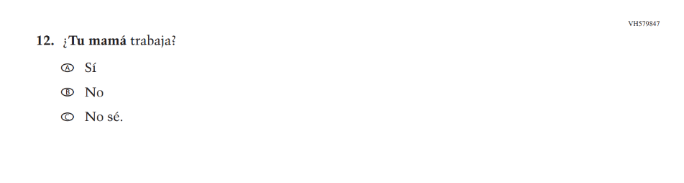 VH579847
12. ¿Tu mamá trabaja?
A Sí
B No
C No sé.